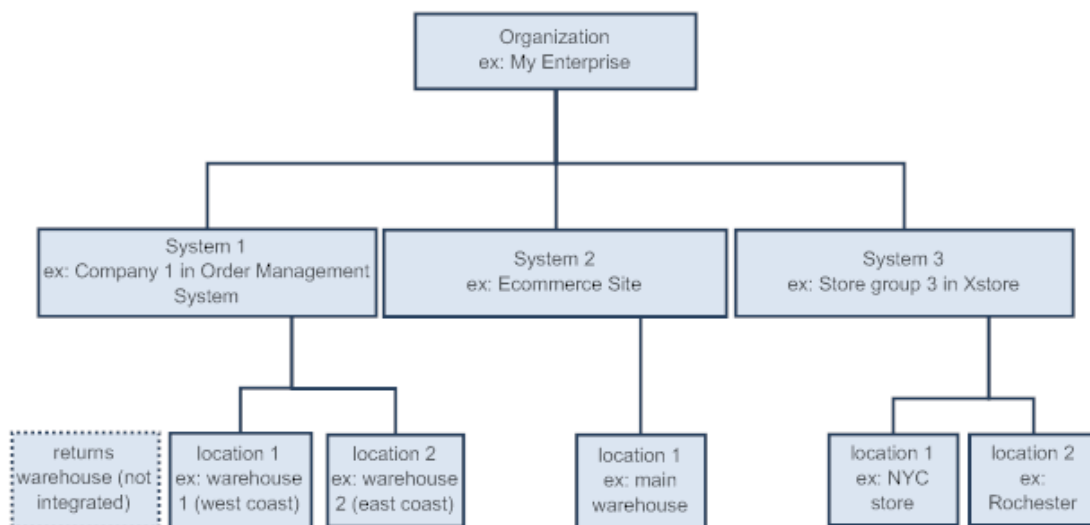 Organization
ex: My Enterprise
System 1
ex: Company 1 in Order Management
System
System 2
ex: Ecommerce Site
System 3
ex: Store group 3 in Xstore
returns
warehouse (not
integrated)
location 1
ex: warehouse
1 (west coast)
location 2
ex: warehouse
2 (east coast)
location 1
ex: main
warehouse
location 1
ex: NYC
store
location 2
ex:
Rochester